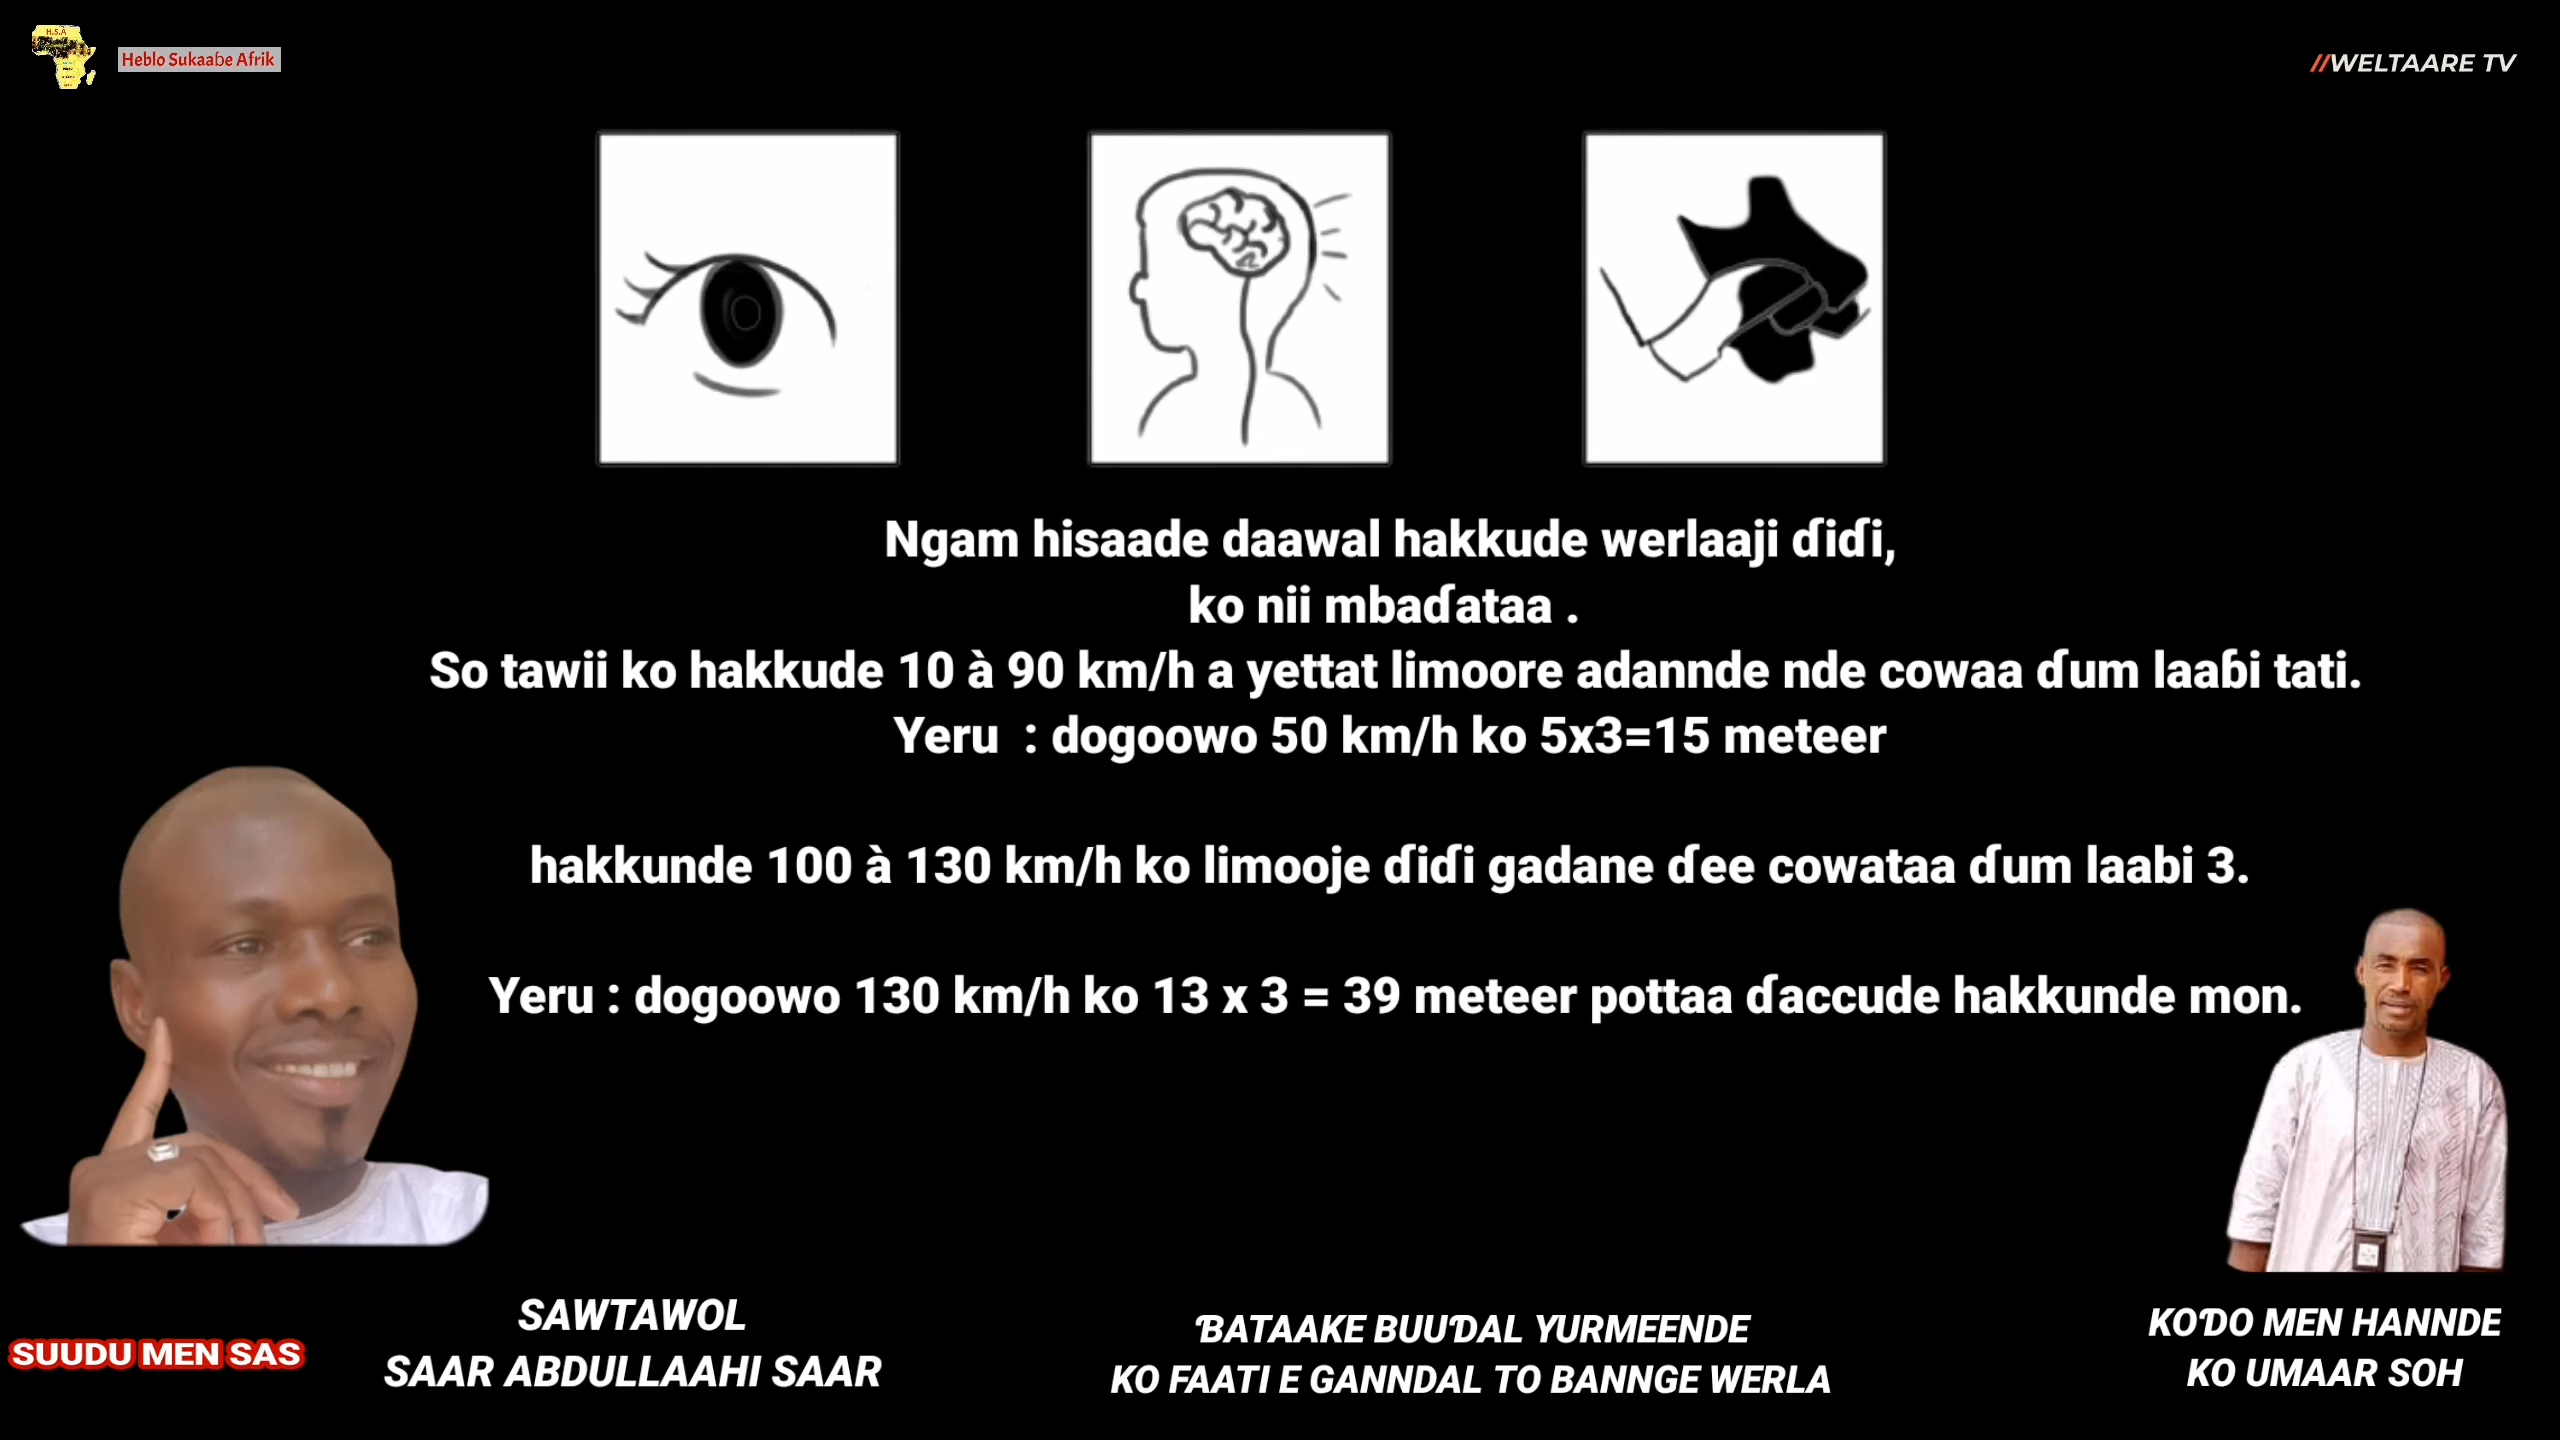 H.S.A
Heblo Sukaaɓe Afrik
//WELTAARE TV
Ngam hisaade daawal hakkude werlaaji ɗiɗi,
ko nii mbaɗataa .
So tawii ko hakkude 10 à 90 km/h a yettat limoore adannde nde cowaa ɗum laaɓi tati.
Yeru : dogoowo 50 km/h ko 5x3=15 meteer
hakkunde 100 à 130 km/h ko limooje ɗiɗi gadane ɗee cowataa ɗum laabi 3.
Yeru : dogoowo 130 km/h ko 13 x 3 = 39 meteer pottaa ɗaccude hakkunde mon.
SUUDU MEN SAS
SAWTAWOL
SAAR ABDULLAAHI SAAR
ƁATAAKE BUUƊAL YURMEENDE
KO FAATI E GANNDAL TO BANNGE WERLA
KOƊO MEN HANNDE
KO UMAAR SOH